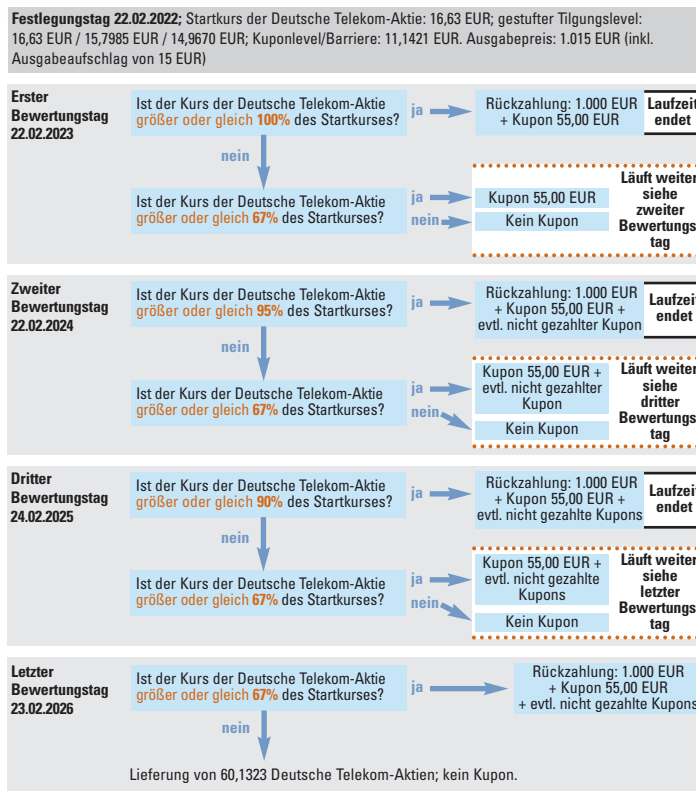 Festlegungstag 22.02.2022; Startkurs der Deutsche Telekom-Aktie: 16,63 EUR; gestufter Tilgungslevel:
16,63 EUR / 15,7985 EUR / 14,9670 EUR; Kuponlevel/Barriere: 11,1421 EUR. Ausgabepreis: 1.015 EUR (inkl.
Ausgabeaufschlag von 15 EUR)
Erster
Bewertungstag
22.02.2023
Ist der Kurs der Deutsche Telekom-Aktie
größer oder gleich 100% des Startkurses?
ja
Rückzahlung: 1.000 EUR
+ Kupon 55,00 EUR
Laufzeit
endet
nein
Ist der Kurs der Deutsche Telekom-Aktie
größer oder gleich 67% des Startkurses?
ja
Kupon 55,00 EUR
nein
Kein Kupon
Läuft weiter
siehe
zweiter
Bewertungs
tag
Zweiter
Bewertungstag
22.02.2024
Ist der Kurs der Deutsche Telekom-Aktie
größer oder gleich 95% des Startkurses?
ja
Rückzahlung: 1.000 EUR
+ Kupon 55,00 EUR +
evtl. nicht gezahlter Kupon
Laufzeit
endet
nein
Ist der Kurs der Deutsche Telekom-Aktie
größer oder gleich 67% des Startkurses?
ja
Kupon 55,00 EUR +
evtl. nicht gezahlter
Kupon
nein
Kein Kupon
Läuft weiter
siehe
dritter
Bewertungs
tag
Dritter
Bewertungstag
24.02.2025
Ist der Kurs der Deutsche Telekom-Aktie
größer oder gleich 90% des Startkurses?
ja
Rückzahlung: 1.000 EUR
+ Kupon 55,00 EUR +
evtl. nicht gezahlte Kupons
Laufzeit
endet
nein
Ist der Kurs der Deutsche Telekom-Aktie
größer oder gleich 67% des Startkurses?
ja
Kupon 55,00 EUR +
evtl. nicht gezahlte
Kupons
nein
Kein Kupon
Läuft weiter
siehe
letzter
Bewertungs
tag
Letzter
Bewertungstag
23.02.2026
Ist der Kurs der Deutsche Telekom-Aktie
größer oder gleich 67% des Startkurses?
ja
Rückzahlung: 1.000 EUR
+ Kupon 55,00 EUR
+ evtl. nicht gezahlte Kupons
nein
Lieferung von 60,1323 Deutsche Telekom-Aktien; kein Kupon.